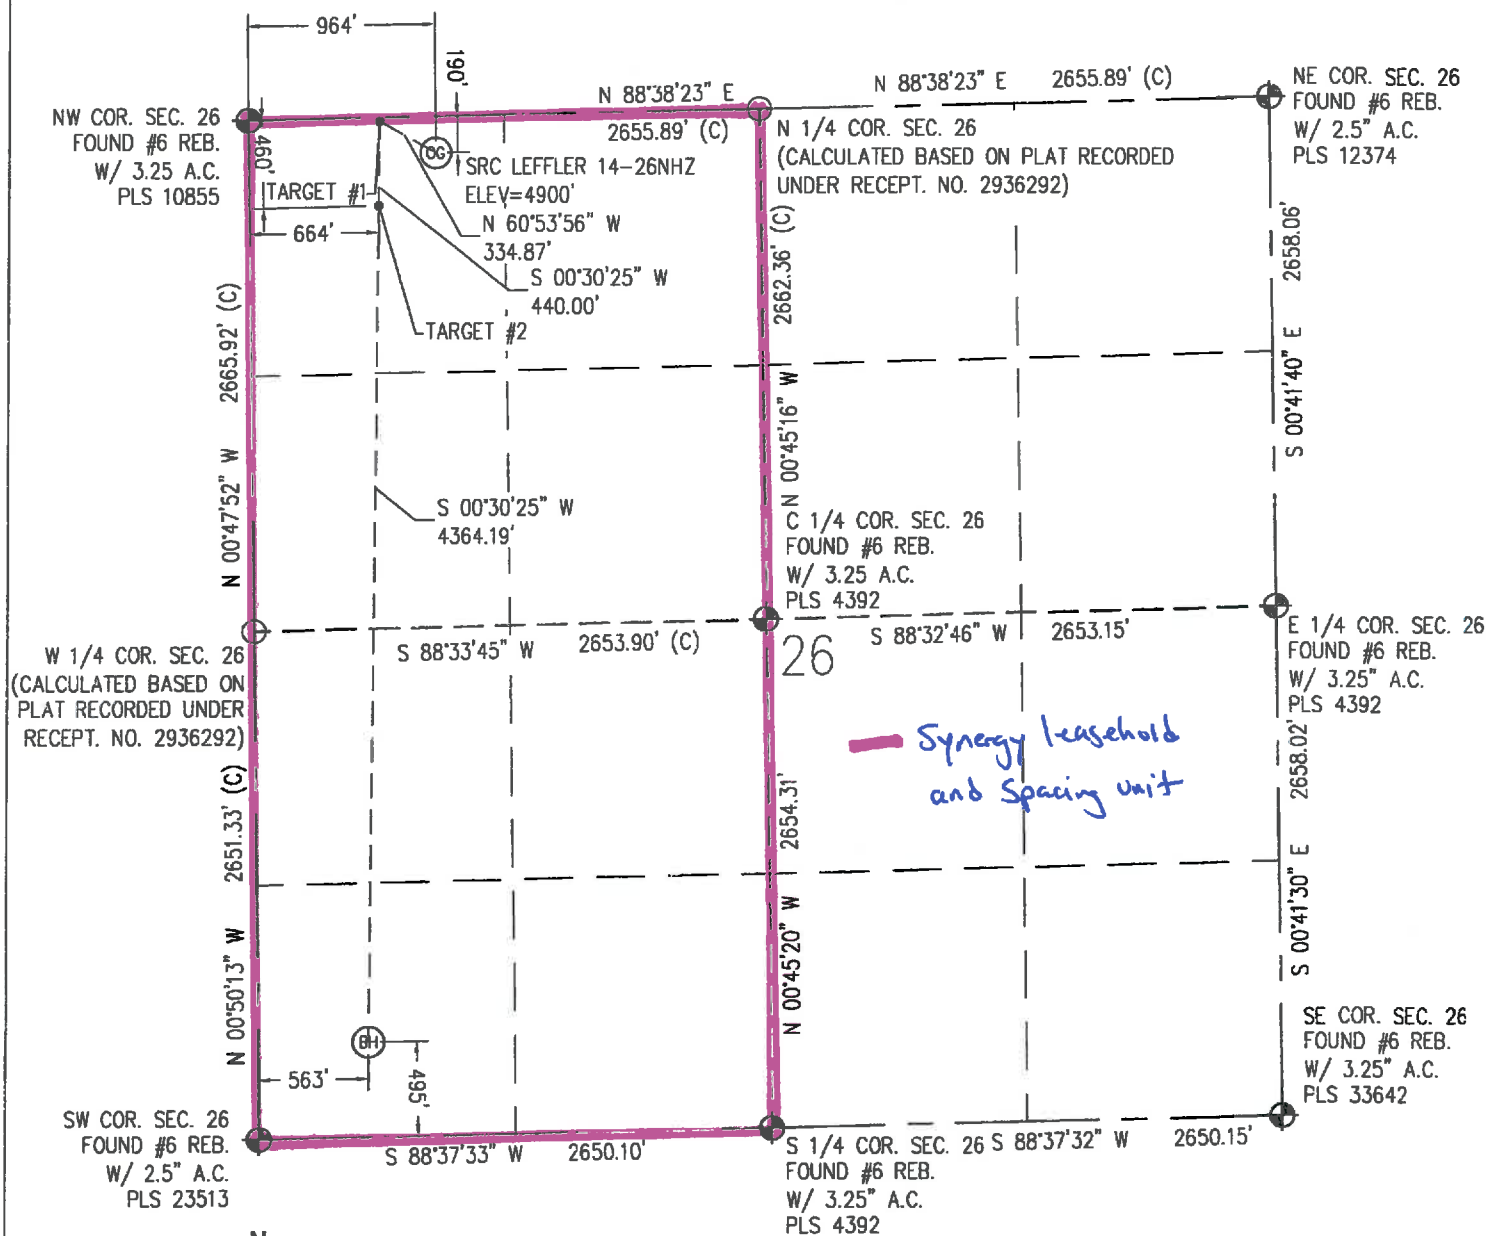 964'
190'
N 88°38'23" E
2655.89' (C)
N 88°38'23" E 2655.89' (C)
NE COR. SEC. 26
FOUND #6 REB.
W/ 2.5" A.C.
PLS 12374
NW COR. SEC. 26
FOUND #6 REB.
W/ 3.25 A.C.
PLS 10855
460'
OG
SRC LEFFLER 14-26NHZ
ELEV=4900'
N 1/4 COR. SEC. 26
(CALCULATED BASED ON PLAT RECORDED
UNDER RECEPT. NO. 2936292)
TARGET #1
664'
N 60°53'56" W
334.87'
S 00°30'25" W
440.00'
TARGET #2
N 00°47'52" W 2665.92' (C)
N 00°45'16" W 2662.36' (C)
S 00°41'40" E 2658.06'
S 00°30'25" W
4364.19'
C 1/4 COR. SEC. 26
FOUND #6 REB.
W/ 3.25 A.C.
PLS 4392
S 88°33'45" W 2653.90' (C)
26
S 88°32'46" W 2653.15'
W 1/4 COR. SEC. 26
(CALCULATED BASED ON
PLAT RECORDED UNDER
RECEPT. NO. 2936292)
E 1/4 COR. SEC. 26
FOUND #6 REB.
W/ 3.25" A.C.
PLS 4392
Synergy leasehold
and Spacing unit
N 00°50'13" W 2651.33' (C)
N 00°45'20" W 2654.31'
S 00°41'30" E 2658.02'
BH
563'
495'
SW COR. SEC. 26
FOUND #6 REB.
W/ 2.5" A.C.
PLS 23513
S 88°37'33" W 2650.10'
S 1/4 COR. SEC. 26
FOUND #6 REB.
W/ 3.25" A.C.
PLS 4392
S 88°37'32" W 2650.15'
SE COR. SEC. 26
FOUND #6 REB.
W/ 3.25" A.C.
PLS 33642
N